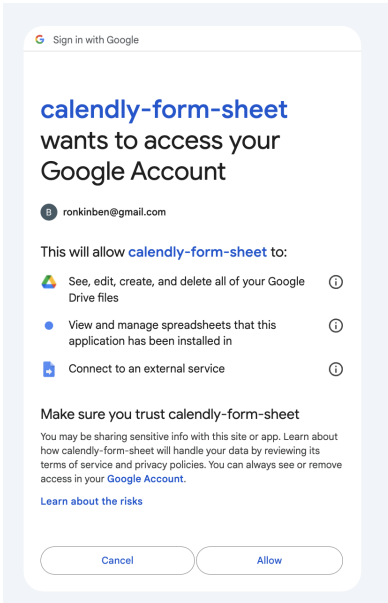 Sign in with Google
calendly-form-sheet
wants to access your
Google Account
B ronkinben@gmail.com
This will allow calendly-form-sheet to:
See, edit, create, and delete all of your Google
Drive files
View and manage spreadsheets that this
application has been installed in
Connect to an external service
Make sure you trust calendly-form-sheet
You may be sharing sensitive info with this site or app. Learn about
how calendly-form-sheet will handle your data by reviewing its
terms of service and privacy policies. You can always see or remove
access in your Google Account.
Learn about the risks
Cancel
Allow